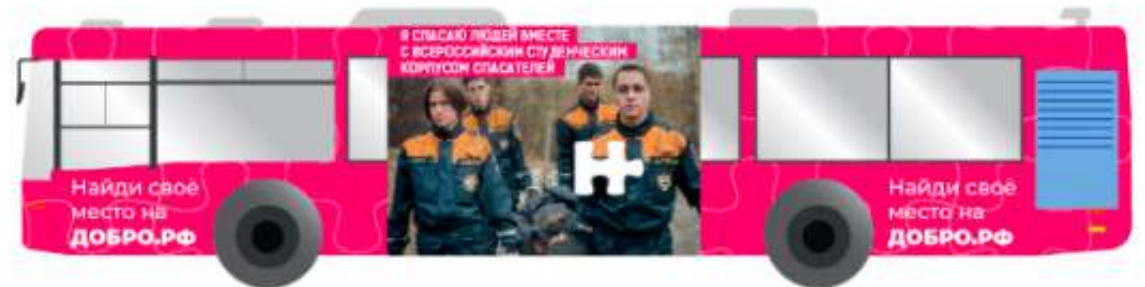 Я СПАСАЮ ЛЮДЕЙ ВМЕСТЕ
С ВСЕРОССИЙСКИМ СТУДЕНЧЕСКИМ
КОРПУСОМ СПАСАТЕЛЕЙ
Найди своё
место на
ДОБРО.РФ
Найди своё
место на
ДОБРО.РФ